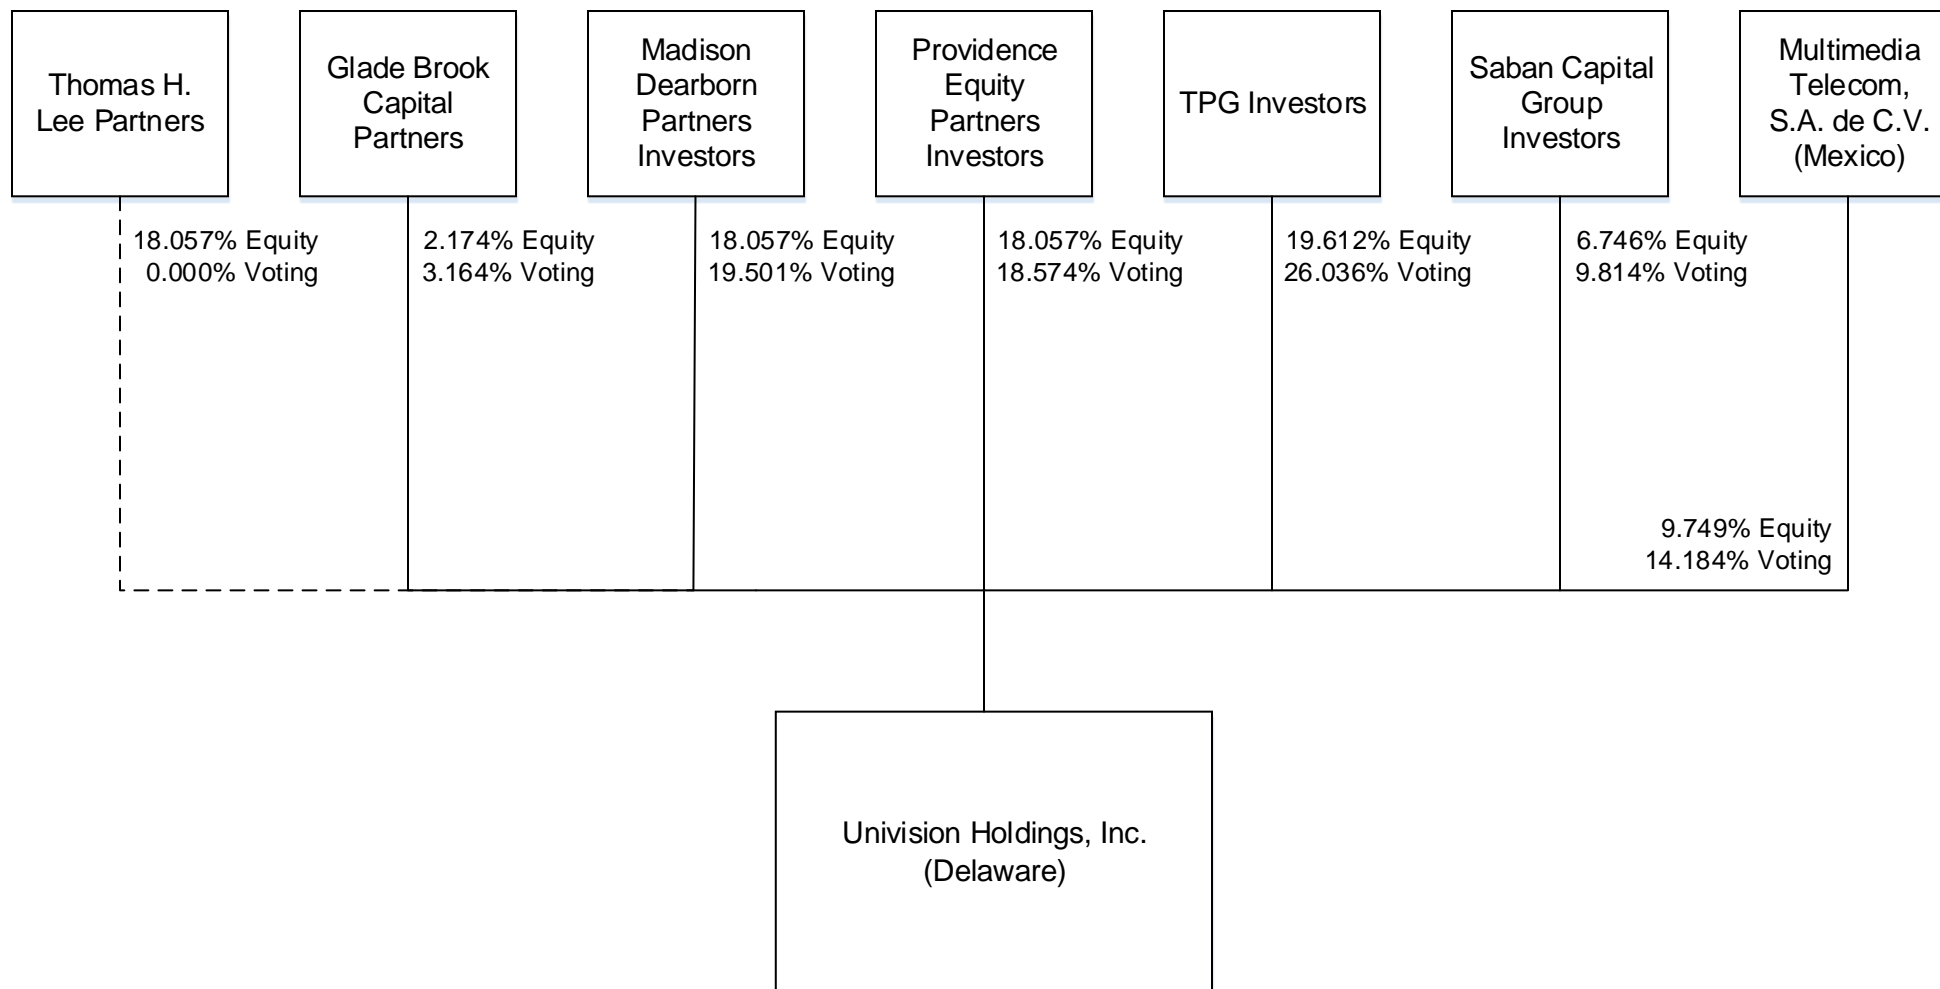 Thomas H.
Lee Partners
Glade Brook
Capital
Partners
Madison
Dearborn
Partners
Investors
Providence
Equity
Partners
Investors
TPG Investors
Saban Capital
Group
Investors
Multimedia
Telecom,
S.A. de C.V.
(Mexico)
18.057% Equity
0.000% Voting
2.174% Equity
3.164% Voting
18.057% Equity
19.501% Voting
18.057% Equity
18.574% Voting
19.612% Equity
26.036% Voting
6.746% Equity
9.814% Voting
9.749% Equity
14.184% Voting
Univision Holdings, Inc.
(Delaware)